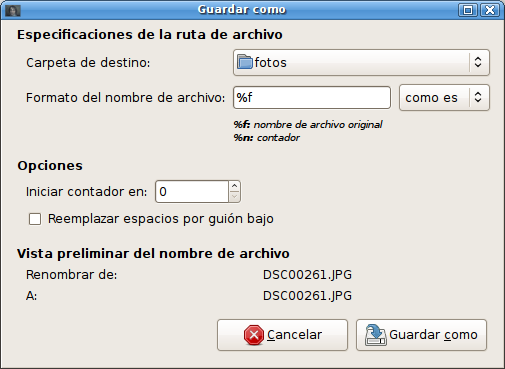 Guardar como
Especificaciones de la ruta de archivo
Carpeta de destino: fotos
Formato del nombre de archivo: %f como es
%f: nombre de archivo original
%n: contador
Opciones
Iniciar contador en: 0
Reemplazar espacios por guión bajo
Vista preliminar del nombre de archivo
Renombrar de: DSC00261.JPG
A: DSC00261.JPG
Cancelar Guardar como